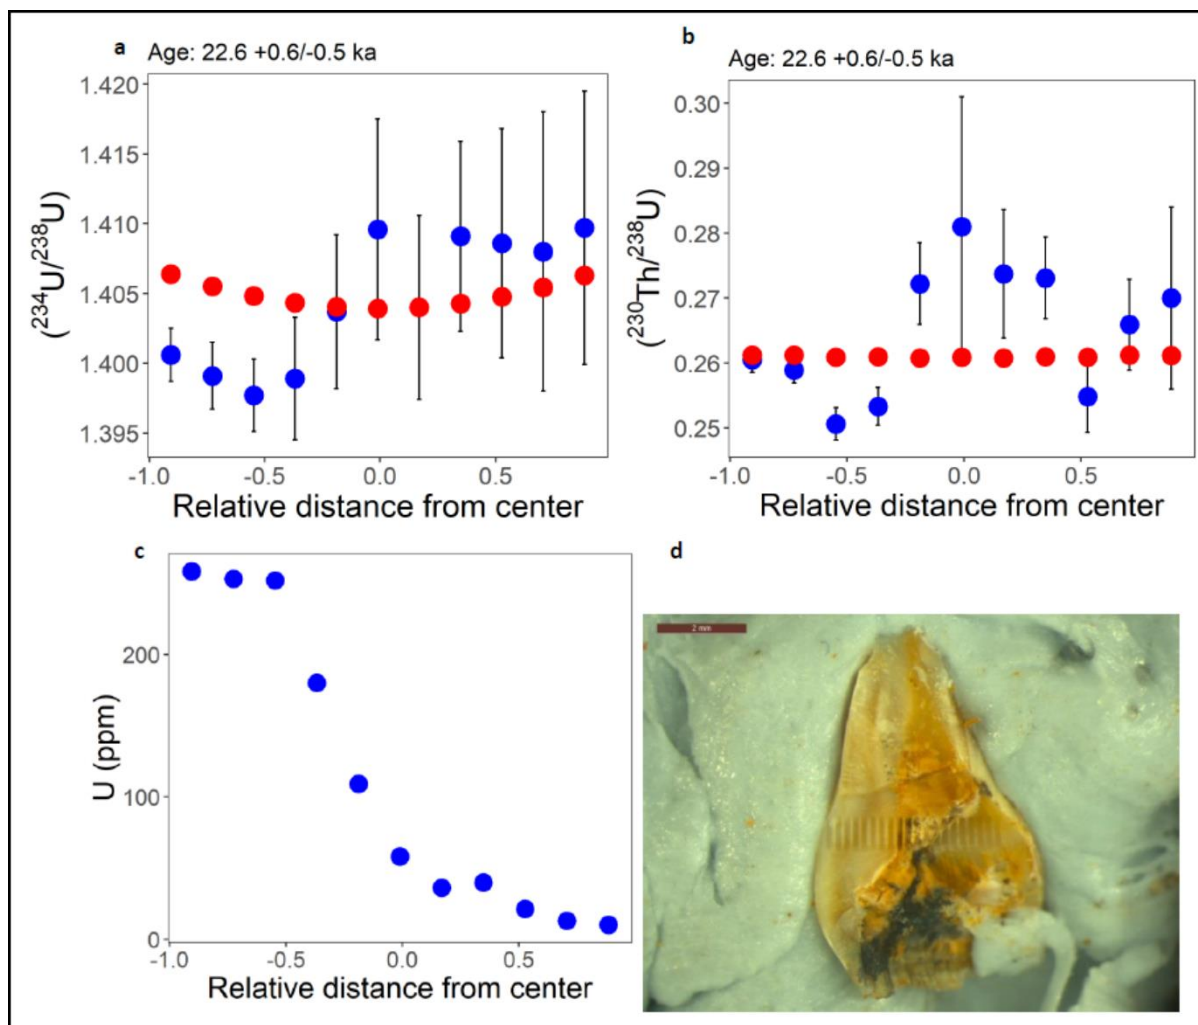 a Age: 22.6 +0.6/-0.5 ka
(²³⁴U/²³⁸U)
1.420
1.415
1.410
1.405
1.400
1.395
-1.0 -0.5 0.0 0.5
Relative distance from center
b
Age: 22.6 +0.6/-0.5 ka
(²³⁰Th/²³⁸U)
0.30
0.29
0.28
0.27
0.26
0.25
-1.0 -0.5 0.0 0.5
Relative distance from center
c
U (ppm)
200
100
0
-1.0 -0.5 0.0 0.5
Relative distance from center
d
2 mm